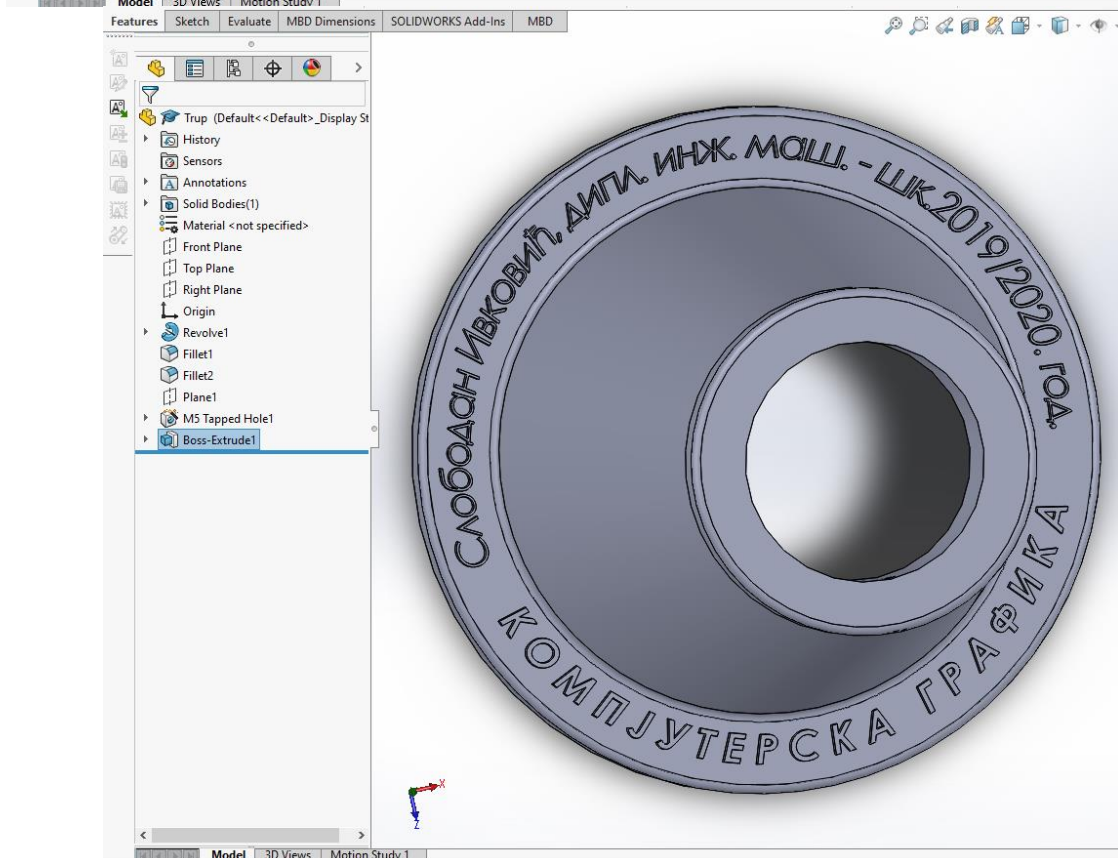 Model 3D Views Motion Study 1
Features Sketch Evaluate MBD Dimensions SOLIDWORKS Add-Ins MBD
Trup (Default<<Default>_Display St
History
Sensors
Annotations
Solid Bodies(1)
Material <not specified>
Front Plane
Top Plane
Right Plane
Origin
Revolve1
Fillet1
Fillet2
Plane1
M5 Tapped Hole1
Boss-Extrude1
Слободан Ивковић, дипл. инж. маш. - шк.2019/2020. год.
КОМПЈУТЕРСКА ГРАФИКА
X
Z
Model 3D Views Motion Study 1